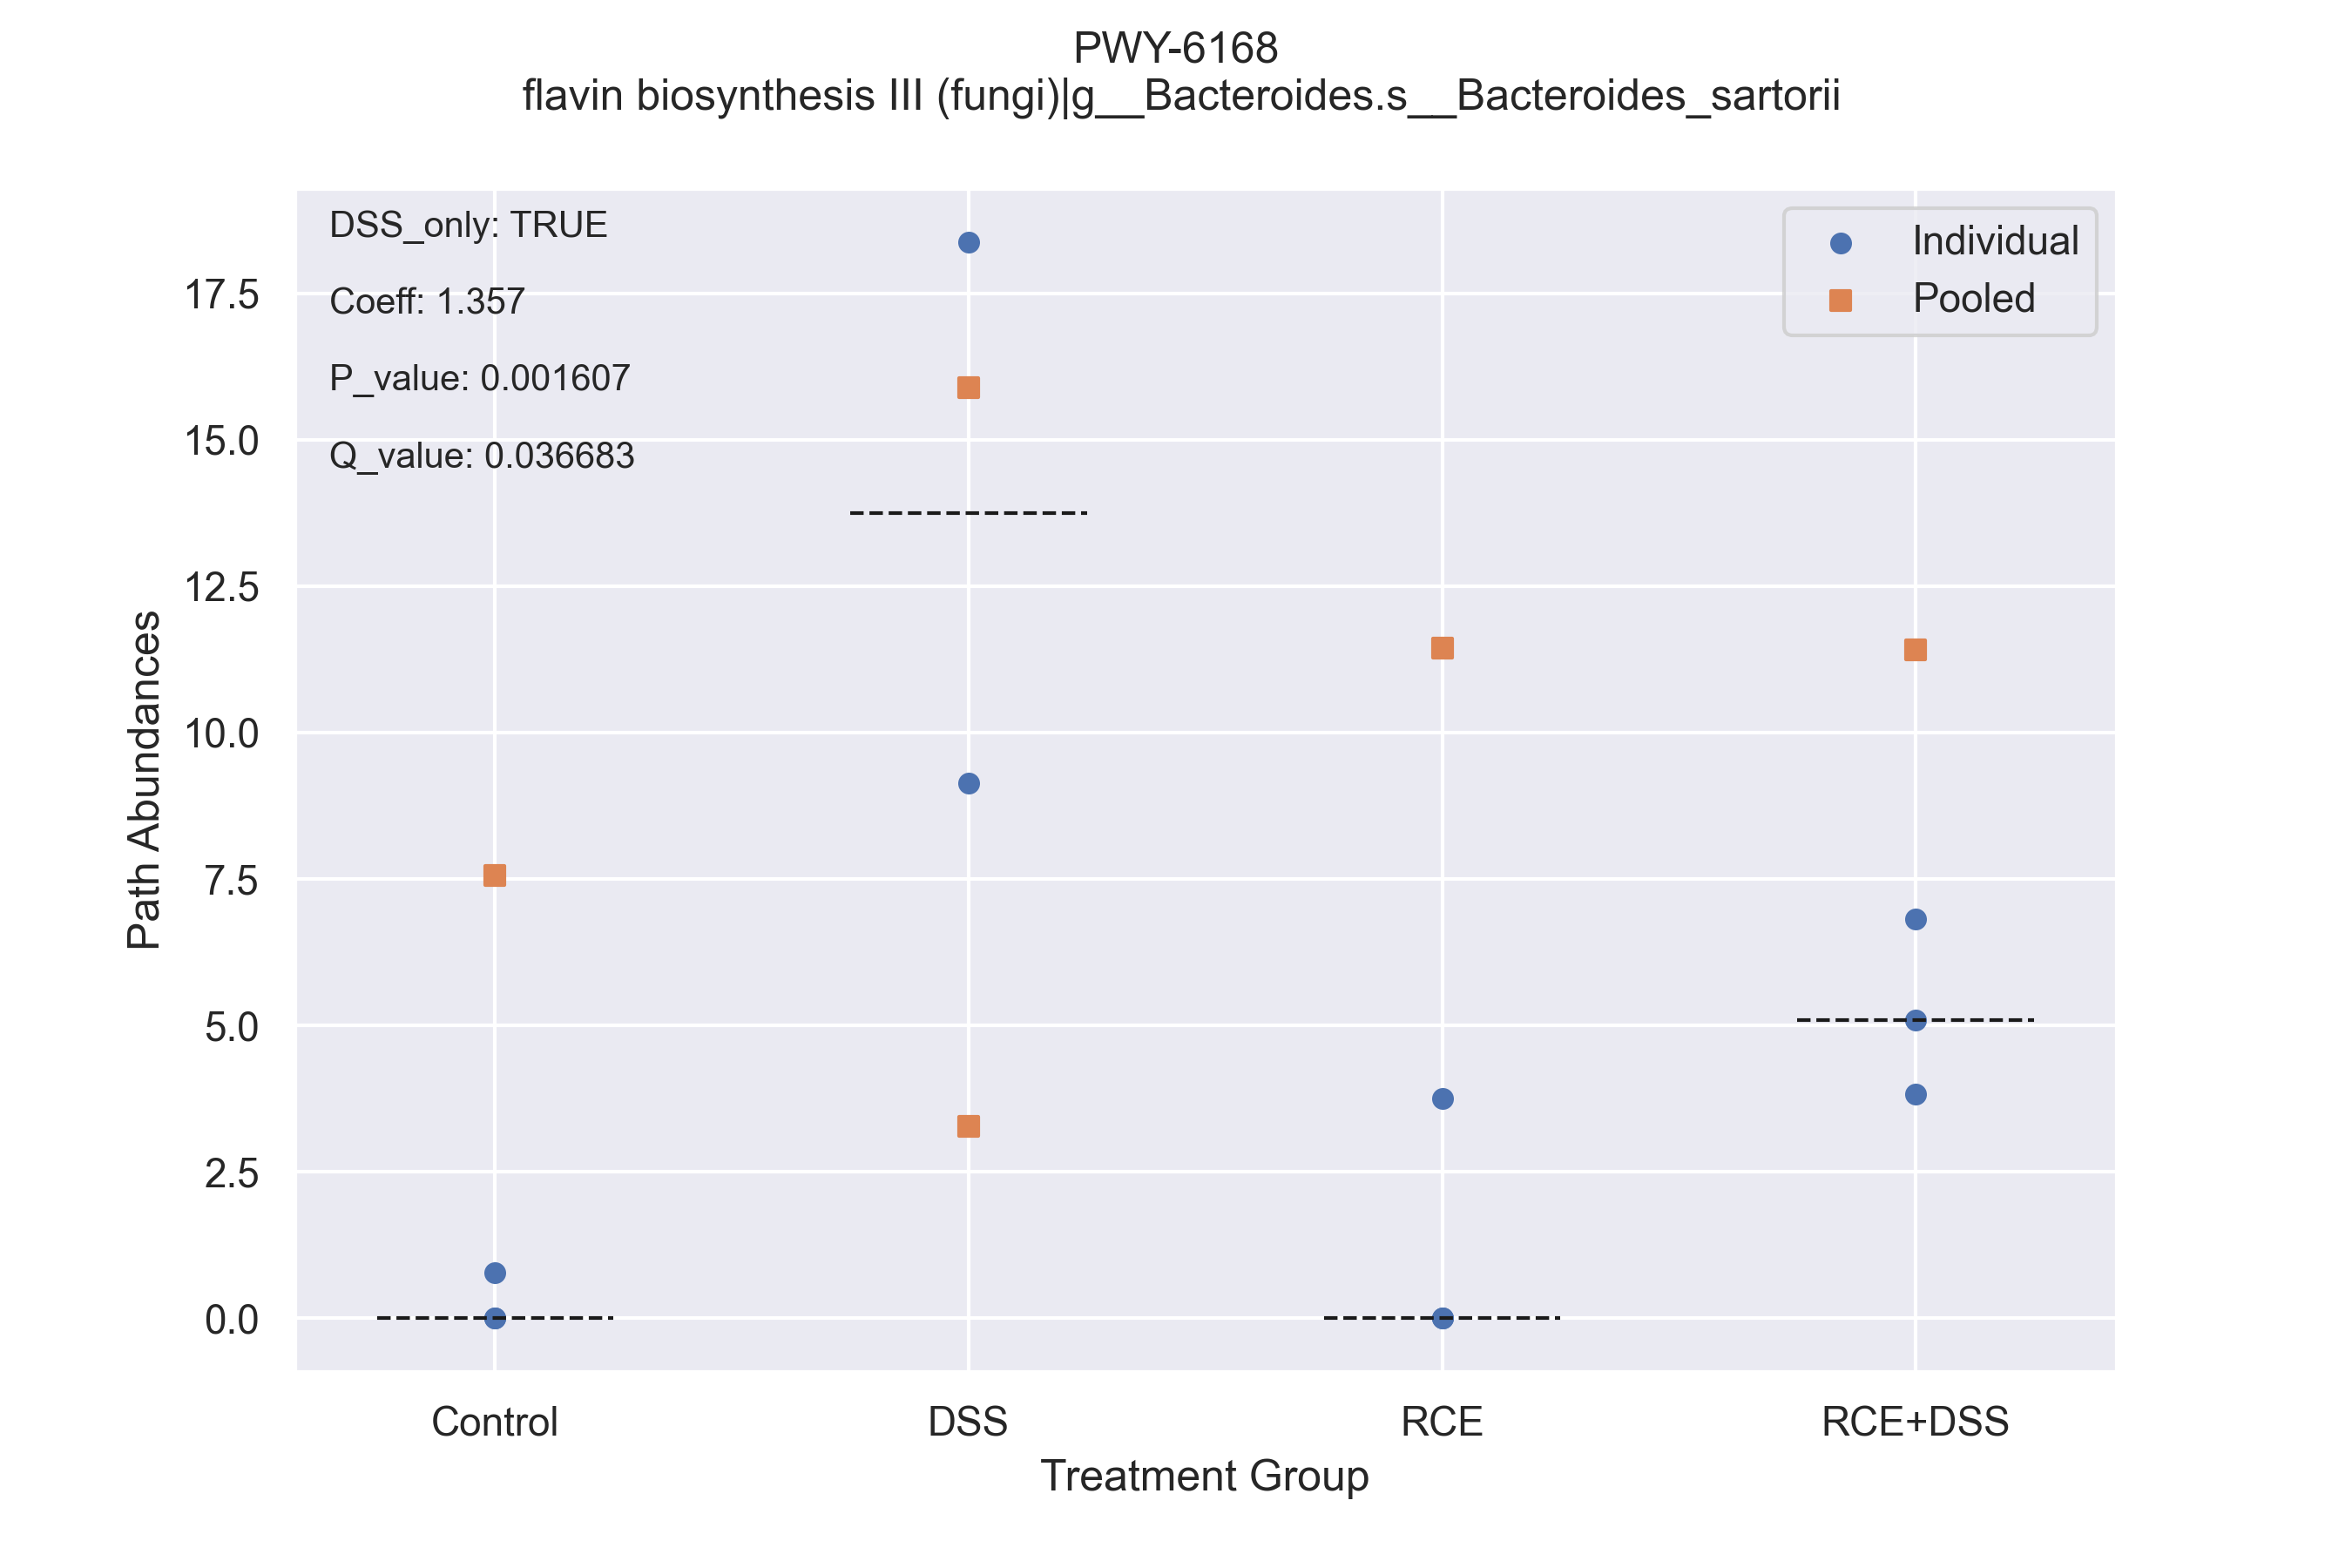 PWY-6168
flavin biosynthesis III (fungi)|g__Bacteroides.s__Bacteroides_sartorii
DSS_only: TRUE
Coeff: 1.357
P_value: 0.001607
Q_value: 0.036683
Individual
Pooled
17.5
15.0
12.5
10.0
7.5
5.0
2.5
0.0
Path Abundances
Control
DSS
RCE
RCE+DSS
Treatment Group